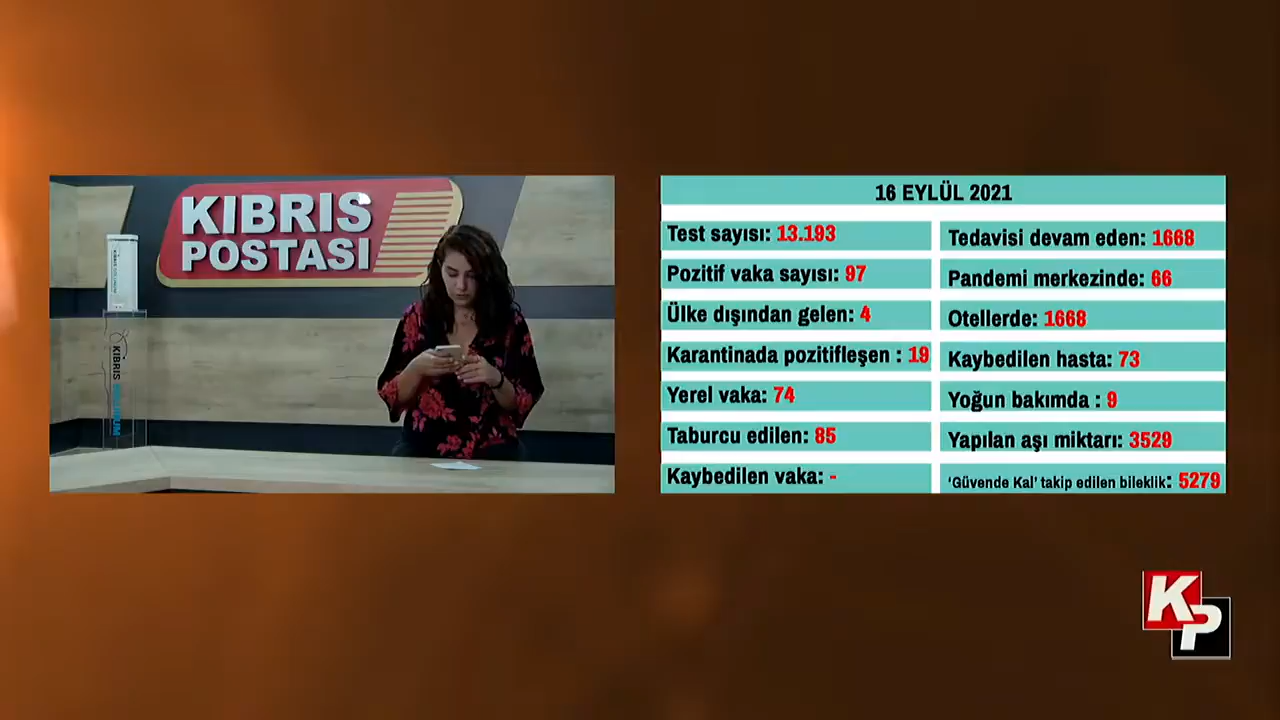 KIBRIS
POSTASI
KIBRIS
16 EYLÜL 2021
Test sayısı: 13.193
Pozitif vaka sayısı: 97
Ülke dışından gelen: 4
Karantinada pozitifleşen : 19
Yerel vaka: 74
Taburcu edilen: 85
Kaybedilen vaka: -
Tedavisi devam eden: 1668
Pandemi merkezinde: 66
Otellerde: 1668
Kaybedilen hasta: 73
Yoğun bakımda : 9
Yapılan aşı miktarı: 3529
‘Güvende Kal’ takip edilen bileklik: 5279
KP